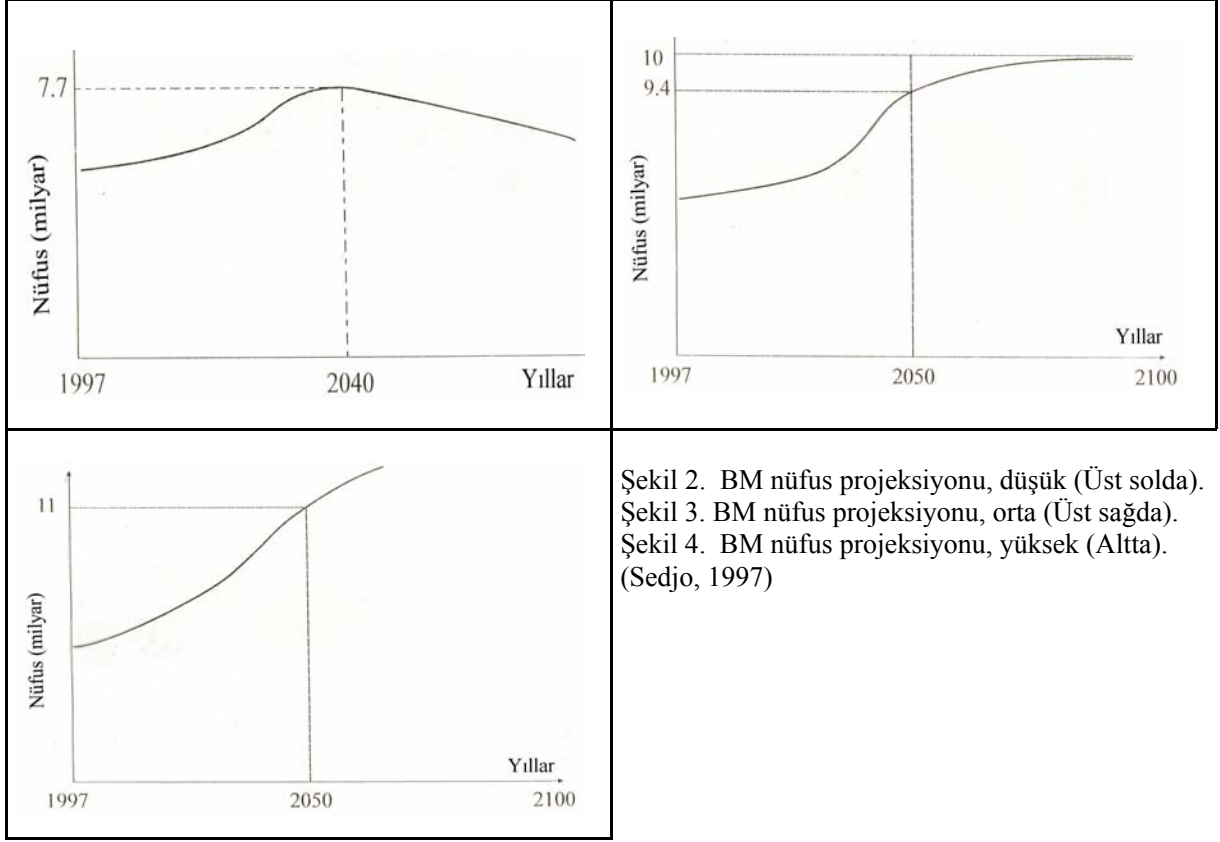 7.7
Nüfus (milyar)
1997
2040
Yıllar
10
9.4
Nüfus (milyar)
Yıllar
1997
2050
2100
11
Nüfus (milyar)
Yıllar
1997
2050
2100
Şekil 2. BM nüfus projeksiyonu, düşük (Üst solda).
Şekil 3. BM nüfus projeksiyonu, orta (Üst sağda).
Şekil 4. BM nüfus projeksiyonu, yüksek (Altta).
(Sedjo, 1997)